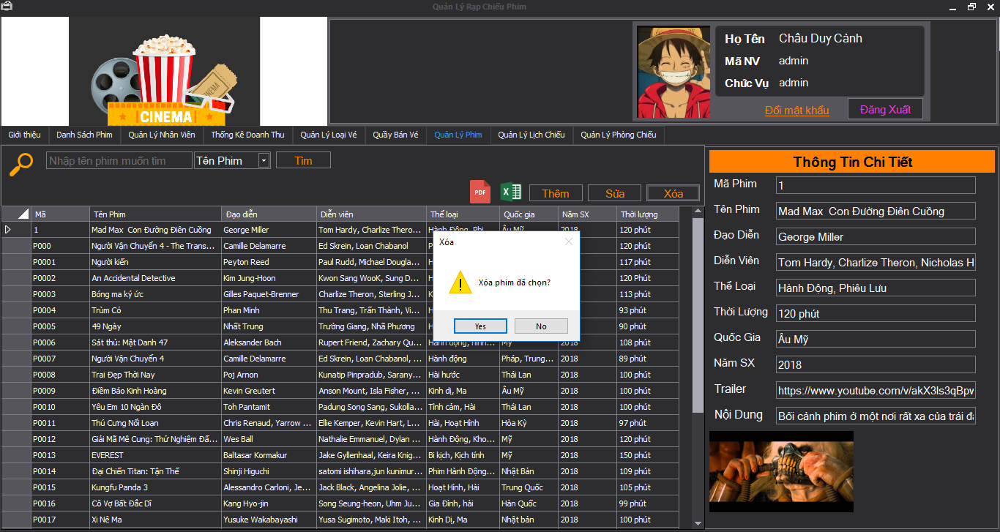 Quản Lý Rạp Chiếu Phim
CINEMA
CINEMA
Họ Tên Châu Duy Cảnh
Mã NV admin
Chức Vụ admin
Đổi mật khẩu Đăng Xuất
Giới thiệu Danh Sách Phim Quản Lý Nhân Viên Thống Kê Doanh Thu Quản Lý Loại Vé Quầy Bán Vé Quản Lý Phim Quản Lý Lịch Chiếu Quản Lý Phòng Chiếu
Nhập tên phim muốn tìm Tên Phim Tìm
PDF X Thêm Sửa Xóa
Mã Tên Phim Đạo diễn Diễn viên Thể loại Quốc gia Năm SX Thời lượng
1 Mad Max Con Đường Điên Cuồng George Miller Tom Hardy, Charlize Thero... Hành Động, Phi... Âu Mỹ 2018 120 phút
P000 Người Vận Chuyển 4 - The Trans... Camille Delamarre Ed Skrein, Loan Chabanol 120 phút
P0001 Người kiến Peyton Reed Paul Rudd, Michael Dougla... 117 phút
P0002 An Accidental Detective Kim Jung-Hoon Kwon Sang WooK, Sung D... 120 Phút
P0003 Bóng ma ký ức Gilles Paquet-Brenner Charlize Theron, Sterling J... 113 phút
P0004 Trùm Cỏ Phan Minh Thu Trang, Trấn Thành, Vi... 93 phút
P0005 49 Ngày Nhất Trung Trường Giang, Nhã Phương 90 phút
P0006 Sát thủ: Mật Danh 47 Aleksander Bach Rupert Friend, Zachary Qu... Hành động, hình... Mỹ 2018 108 phút
P0007 Người Vận Chuyển 4 Camille Delamarre Ed Skrein, Loan Chabanol, ... Hành động Pháp, Trung... 2018 89 phút
P0008 Trai Đẹp Thời Nay Poj Arnon Kunatip Pinpradub, Sarany... Hài hước Thái Lan 2018 100 phút
P0009 Điềm Báo Kinh Hoàng Kevin Greutert Anson Mount, Isla Fisher, ... Kinh dị, Ma Âu Mỹ 2018 100 phút
P0010 Yêu Em 10 Ngàn Đô Toh Pantamit Padung Song Sang, Sukolla... Tình cảm, Hài Thái Lan 2018 100 phút
P0011 Thú Cưng Nổi Loạn Chris Renaud, Yarrow ... Ellie Kemper, Kevin Hart, L... Hài, Hoạt Hình Hòa Kỳ 2018 97 phút
P0012 Giải Mã Mê Cung: Thử Nghiệm Đấ... Wes Ball Nathalie Emmanuel, Dylan ... Hành Động, Kho... Mỹ 2018 120 phút
P0013 EVEREST Baltasar Kormakur Jake Gyllenhaal, Keira Knig... Bi kịch, Kịch tính Mỹ 2018 150 phút
P0014 Đại Chiến Titan: Tận Thế Shinji Higuchi satomi ishihara,jun kunimur... Phim Hành Động... Nhật Bản 2018 109 phút
P0015 Kungfu Panda 3 Alessandro Carloni, Je... Jack Black, Angelina Jolie, ... Hoạt Hình, Hài Trung Quốc 2018 105 phút
P0016 Cô Vợ Bất Đắc Dĩ Kang Hyo-jin Song Seung-heon, Uhm Ju... Gia Đình, hài Hàn Quốc 2018 99 phút
P0017 Xi Nê Ma Yusuke Wakabayashi Yusa Sugimoto, Maki Itoh, ... Kinh Dị, Ma Nhật bản 2018 100 phút
Xóa
Xóa phim đã chọn?
Yes No
Thông Tin Chi Tiết
Mã Phim 1
Tên Phim Mad Max Con Đường Điên Cuồng
Đạo Diễn George Miller
Diễn Viên Tom Hardy, Charlize Theron, Nicholas H
Thể Loại Hành Động, Phiêu Lưu
Thời Lượng 120 phút
Quốc Gia Âu Mỹ
Năm SX 2018
Trailer https://www.youtube.com/v/akX3Is3qBpw
Nội Dung Bối cảnh phim ở một nơi rất xa của trái đ